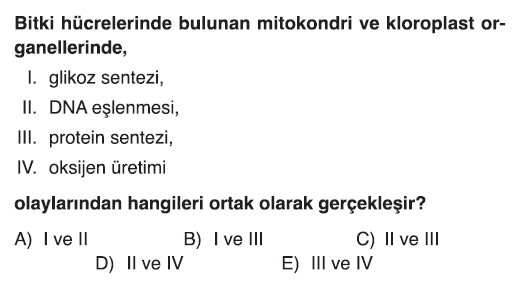 Bitki hücrelerinde bulunan mitokondri ve kloroplast or-
ganellerinde,
I. glikoz sentezi,
II. DNA eşlenmesi,
III. protein sentezi,
IV. oksijen üretimi
olaylarından hangileri ortak olarak gerçekleşir?
A) I ve II B) I ve III C) II ve III
D) II ve IV E) III ve IV